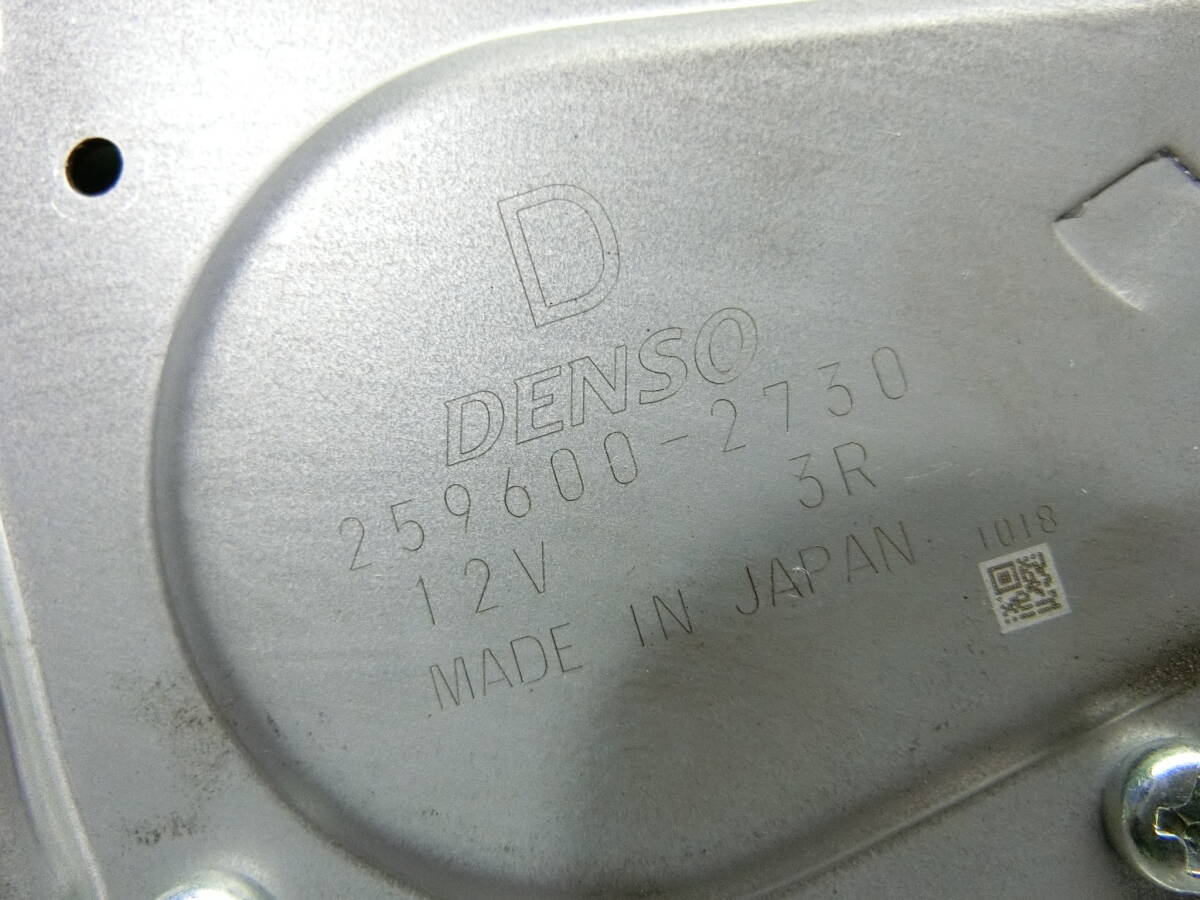 D
DENSO
259600-2730
12V 3R
MADE IN JAPAN
1018